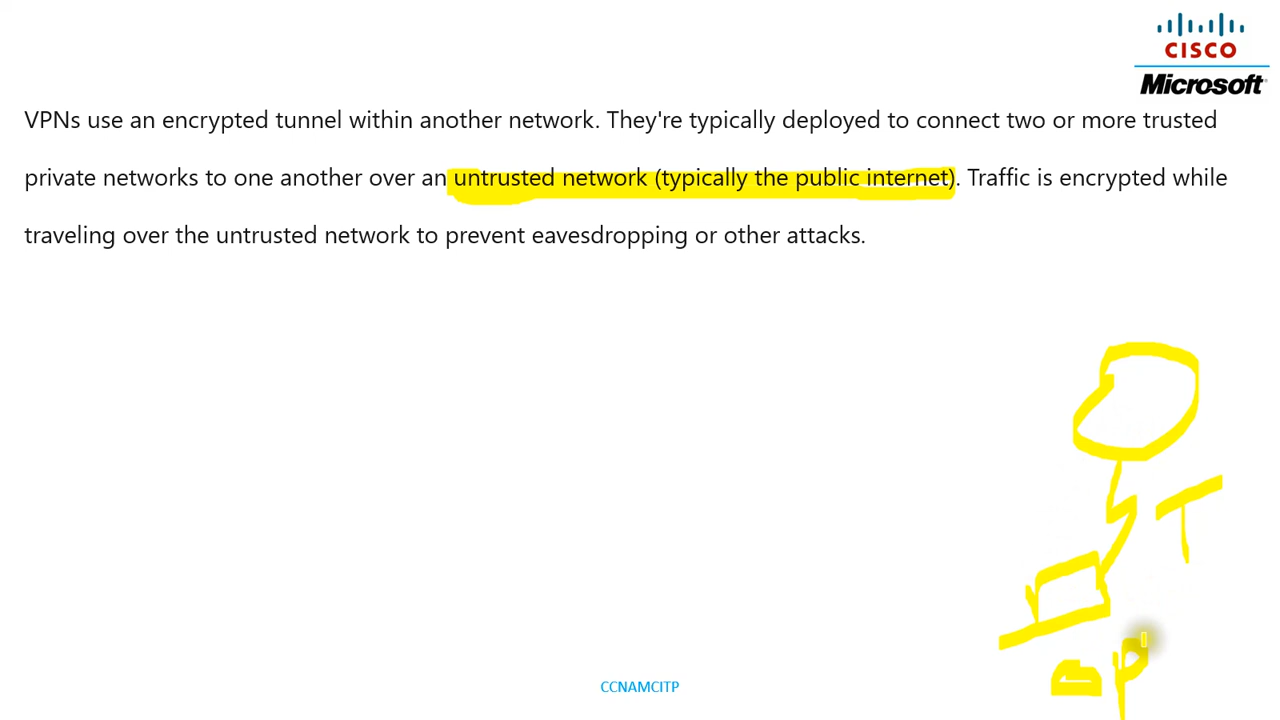 CISCO
Microsoft
VPNs use an encrypted tunnel within another network. They're typically deployed to connect two or more trusted
private networks to one another over an untrusted network (typically the public internet). Traffic is encrypted while
traveling over the untrusted network to prevent eavesdropping or other attacks.
T
P
CCNAMCITP